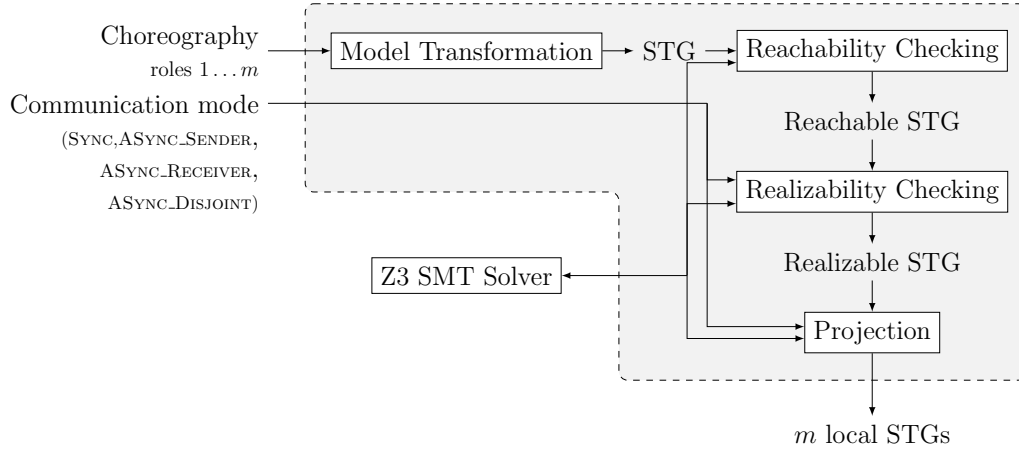 Choreography
roles 1 … m
Communication mode
(Sync,ASync_Sender,
ASync_Receiver,
ASync_Disjoint)
Model Transformation
STG
Reachability Checking
Reachable STG
Realizability Checking
Z3 SMT Solver
Realizable STG
Projection
m local STGs